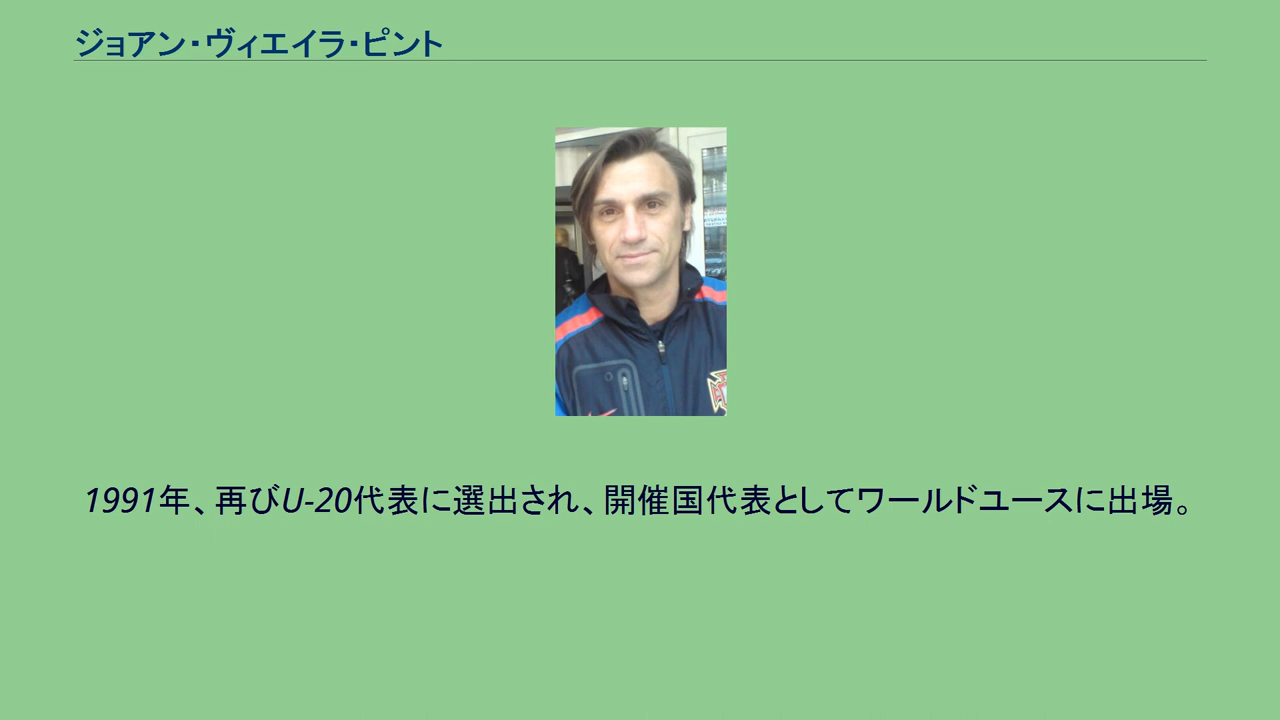 ジョアン・ヴィエイラ・ピント
1991年、再びU-20代表に選出され、開催国代表としてワールドユースに出場。